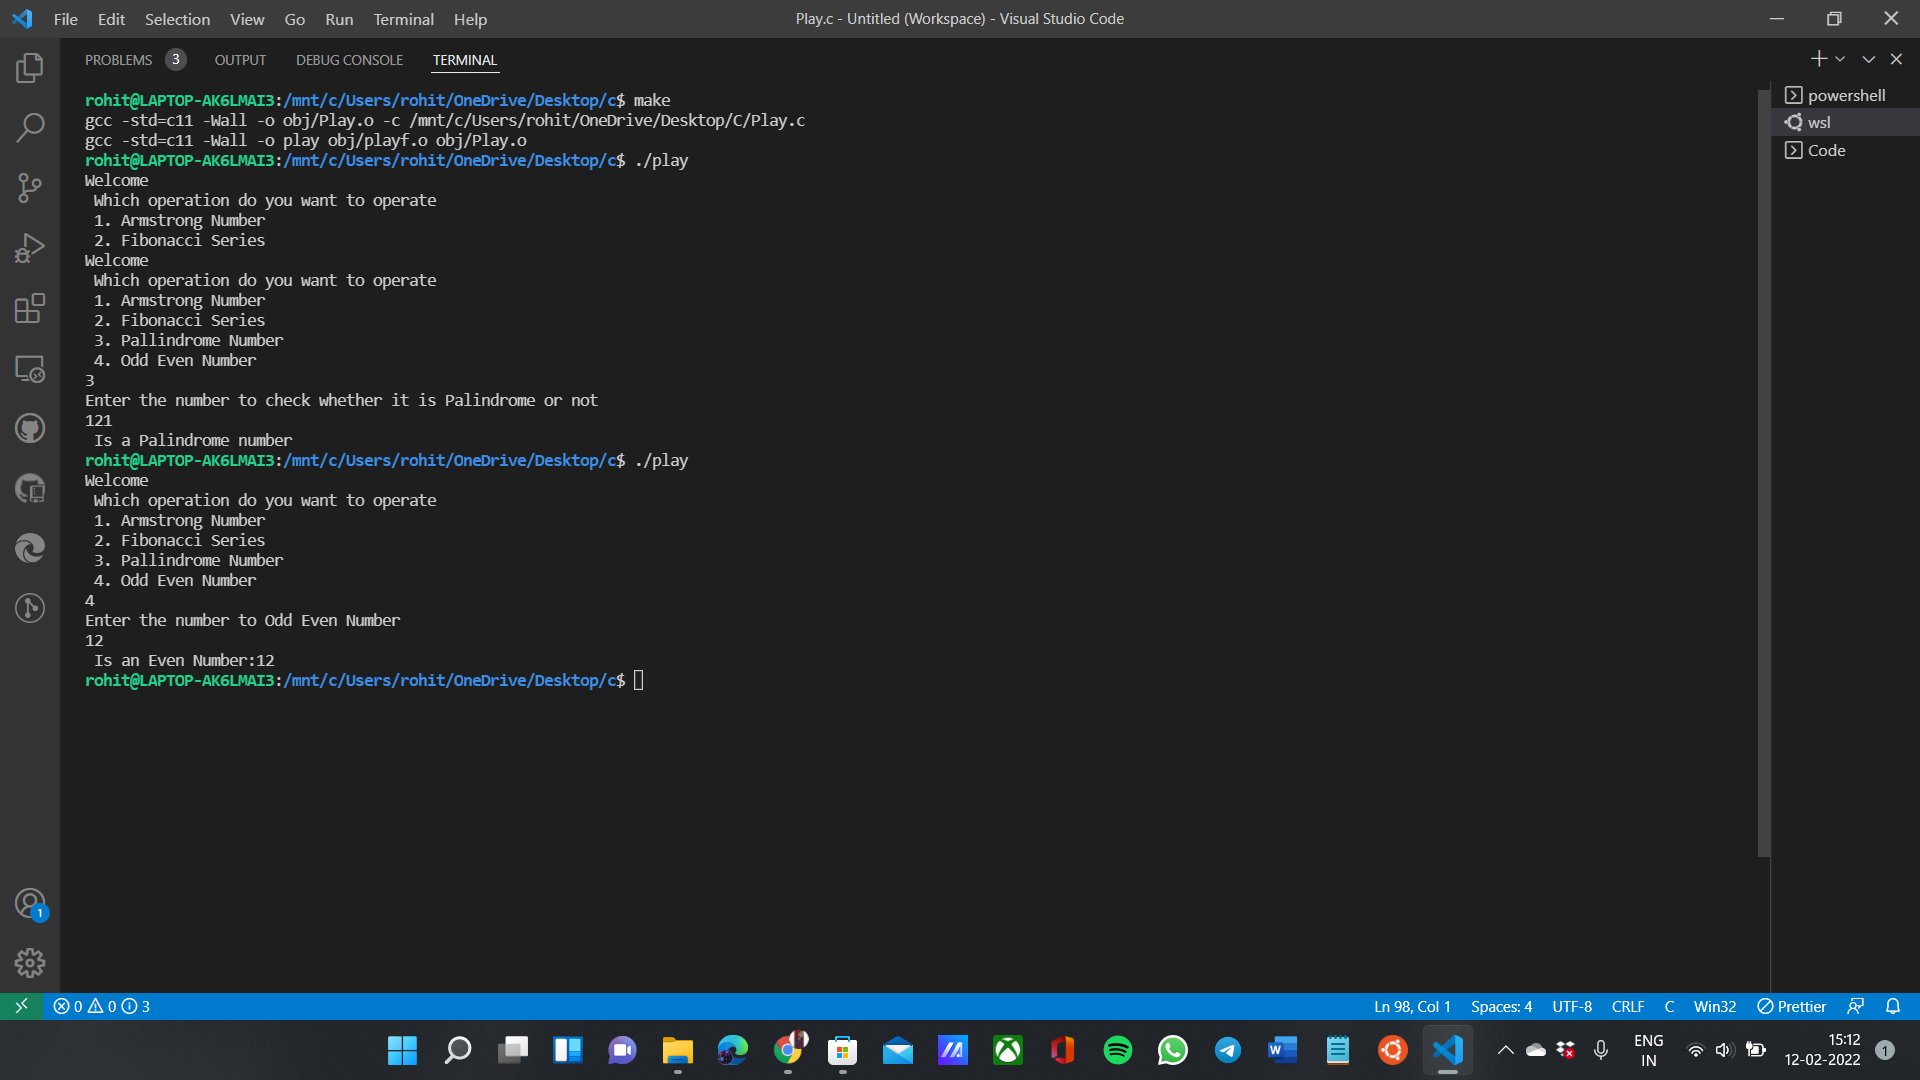 File Edit Selection View Go Run Terminal Help
Play.c - Untitled (Workspace) - Visual Studio Code
PROBLEMS 3 OUTPUT DEBUG CONSOLE TERMINAL
rohit@LAPTOP-AK6LMAI3:/mnt/c/Users/rohit/OneDrive/Desktop/c$ make
gcc -std=c11 -Wall -o obj/Play.o -c /mnt/c/Users/rohit/OneDrive/Desktop/C/Play.c
gcc -std=c11 -Wall -o play obj/playf.o obj/Play.o
rohit@LAPTOP-AK6LMAI3:/mnt/c/Users/rohit/OneDrive/Desktop/c$ ./play
Welcome
Which operation do you want to operate
1. Armstrong Number
2. Fibonacci Series
Welcome
Which operation do you want to operate
1. Armstrong Number
2. Fibonacci Series
3. Pallindrome Number
4. Odd Even Number
3
Enter the number to check whether it is Palindrome or not
121
Is a Palindrome number
rohit@LAPTOP-AK6LMAI3:/mnt/c/Users/rohit/OneDrive/Desktop/c$ ./play
Welcome
Which operation do you want to operate
1. Armstrong Number
2. Fibonacci Series
3. Pallindrome Number
4. Odd Even Number
4
Enter the number to Odd Even Number
12
Is an Even Number:12
rohit@LAPTOP-AK6LMAI3:/mnt/c/Users/rohit/OneDrive/Desktop/c$
powershell
wsl
Code
1
0 0 3
Ln 98, Col 1 Spaces: 4 UTF-8 CRLF C Win32 Prettier
ENG
IN
15:12
12-02-2022
1